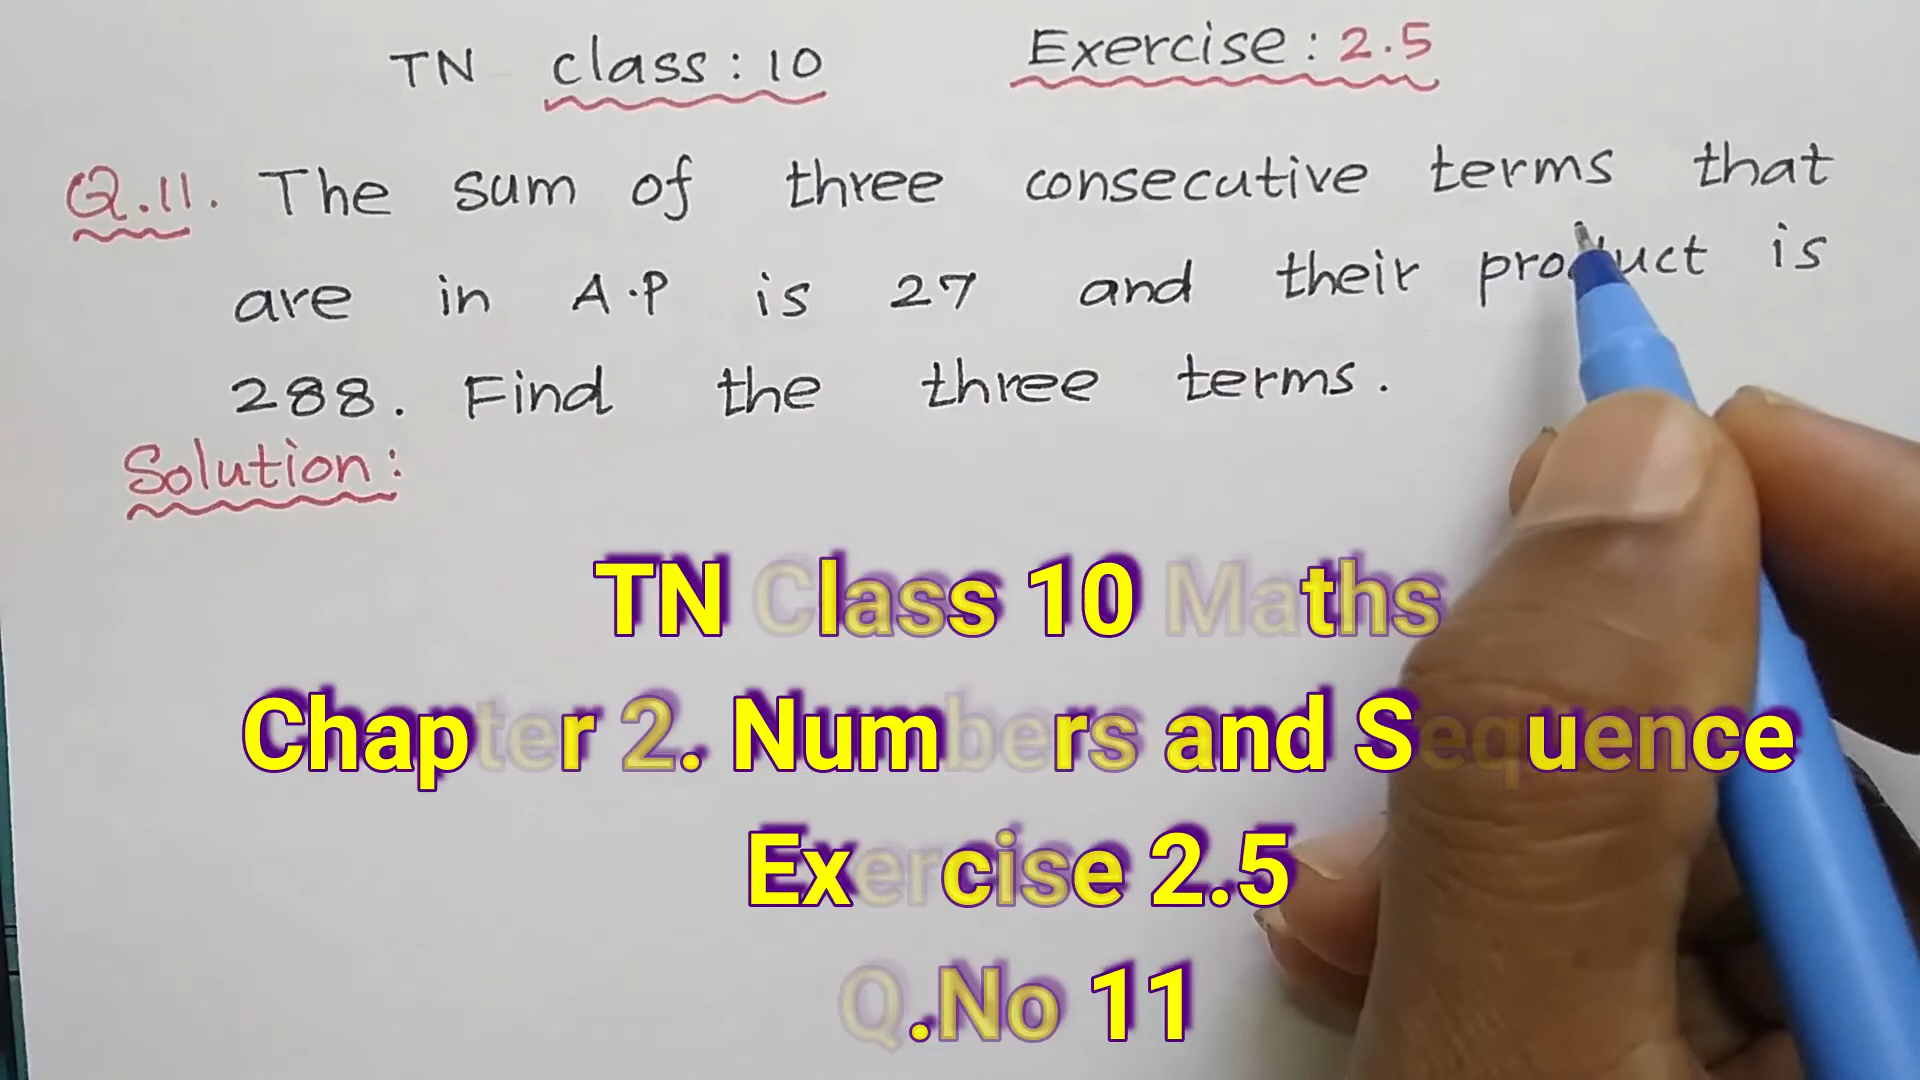 TN class: 10 Exercise: 2.5
Q.11. The sum of three consecutive terms that
are in A.P is 27 and their product is
288. Find the three terms.
Solution:
TN Class 10 Maths
Chapter 2. Numbers and Sequence
Exercise 2.5
Q.No 11